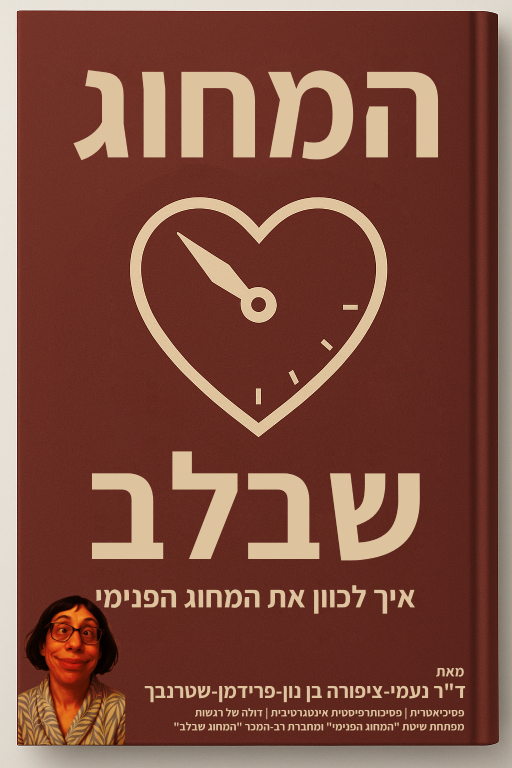 המחוג
שבלב
איך לכוון את המחוג הפנימי
מאת
ד"ר נעמי-ציפורה בן נון-פרידמן-שטרנבך
פסיכיאטרית | פסיכותרפיסטית אינטגרטיבית | דולה של רגשות
מפתחת שיטת "המחוג הפנימי" ומחברת רב-המכר "המחוג שבלב"